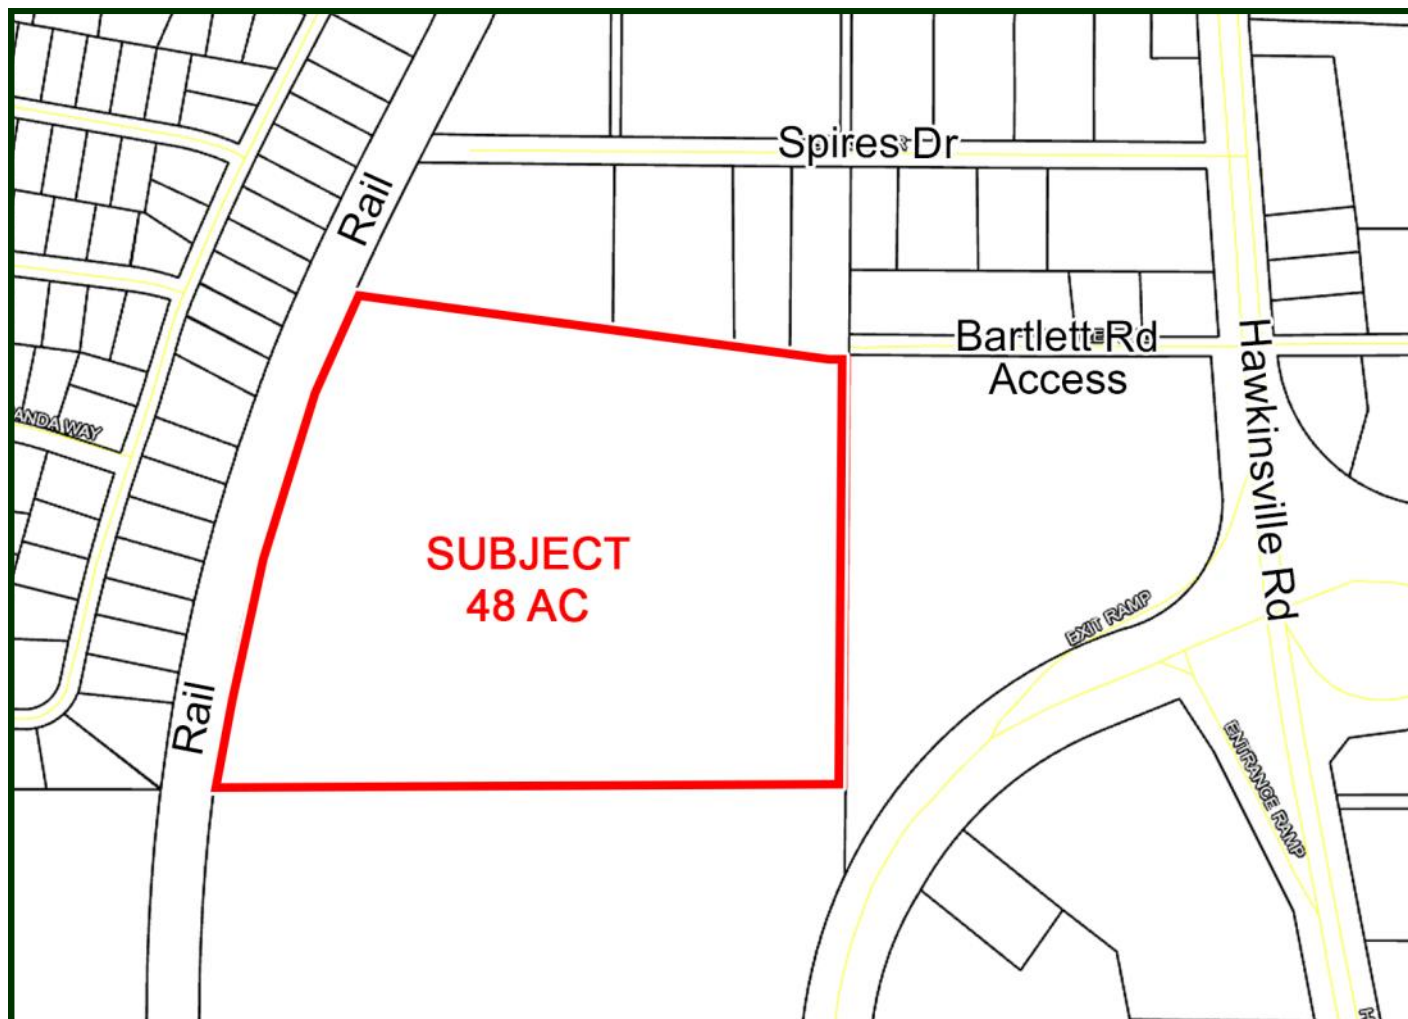 Spires Dr
Rail
Bartlett Rd
Access
Hawkinsville Rd
ANDA WAY
SUBJECT
48 AC
EXIT RAMP
Rail
ENTRANCE RAMP
H